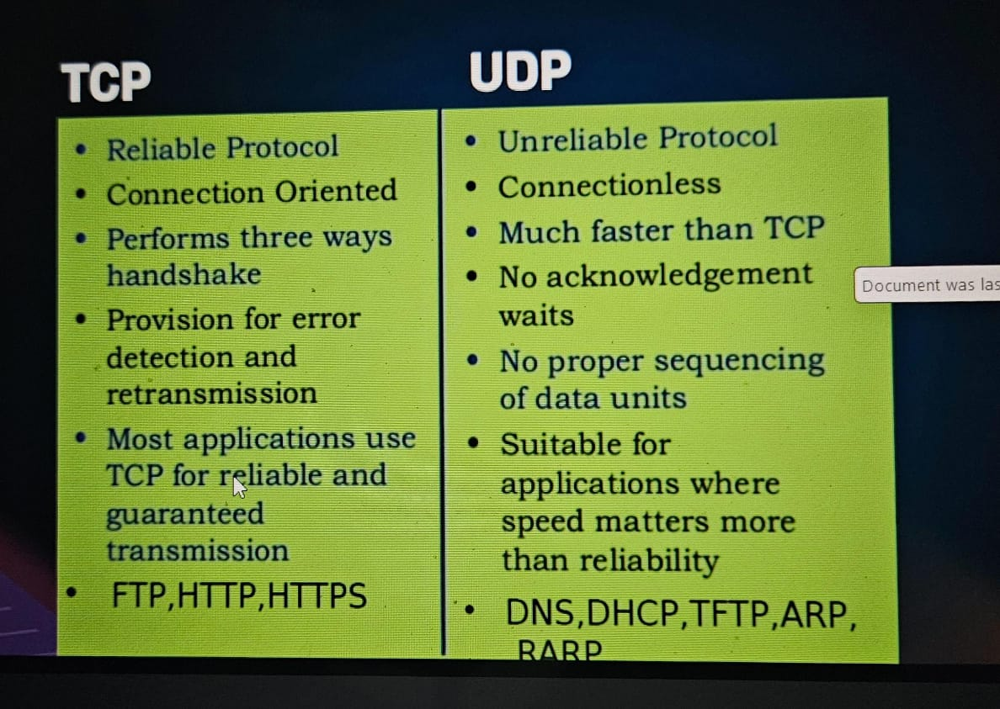 TCP
• Reliable Protocol
• Connection Oriented
• Performs three ways
handshake
• Provision for error
detection and
retransmission
• Most applications use
TCP for reliable and
guaranteed
transmission
• FTP,HTTP,HTTPS
UDP
• Unreliable Protocol
• Connectionless
• Much faster than TCP
• No acknowledgement
waits
• No proper sequencing
of data units
• Suitable for
applications where
speed matters more
than reliability
• DNS,DHCP,TFTP,ARP,
RARP
Document was las